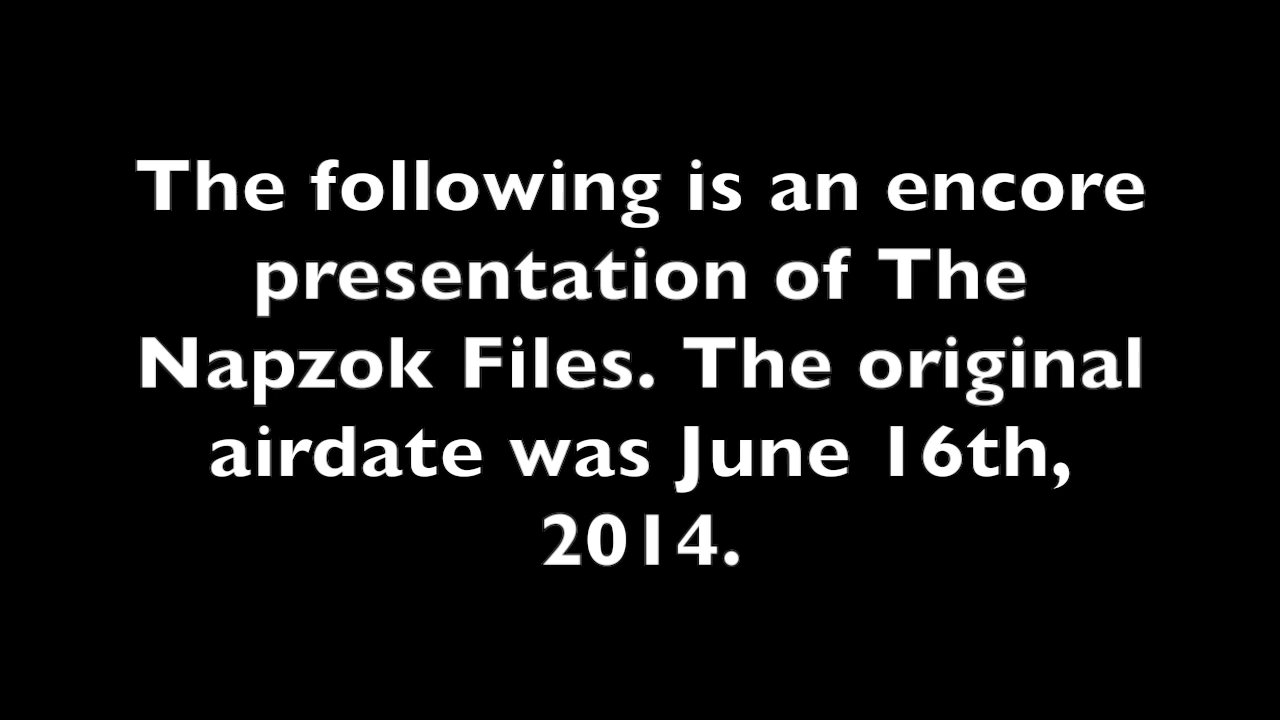 The following is an encore
presentation of The
Napzok Files. The original
airdate was June 16th,
2014.